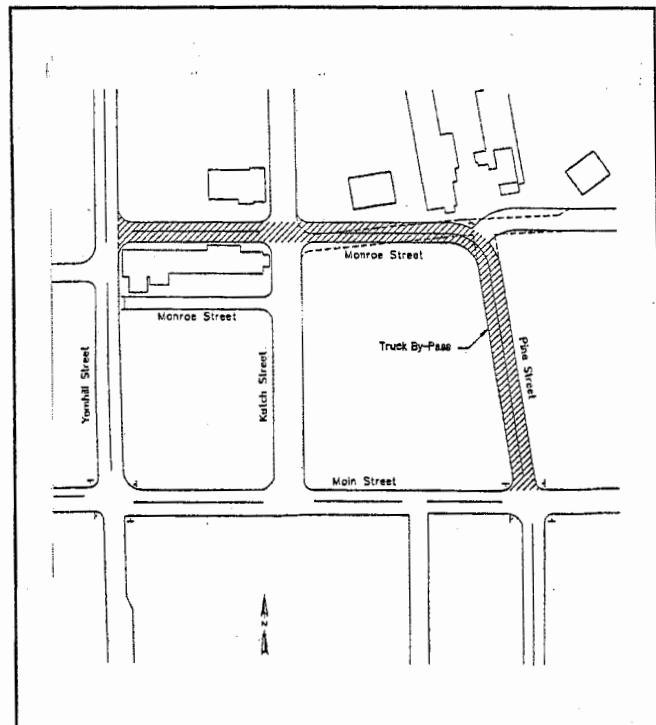 Monroe Street
Monroe Street
Truck By-Pass
Pine Street
Yamhill Street
Katch Street
Main Street
N